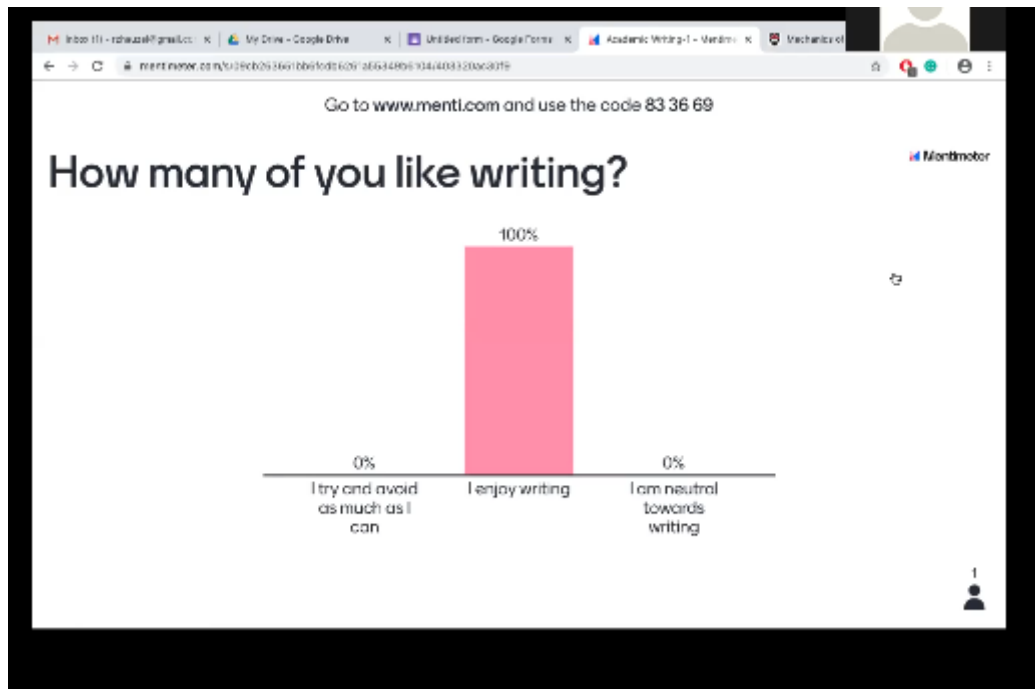 My Drive - Google Drive
Untitled form - Google Forms
Academic Writing-1 - Mentime
Mechanics of
Go to www.menti.com and use the code 83 36 69
How many of you like writing?
Mentimeter
100%
0%
0%
I try and avoid
as much as I
can
I enjoy writing
I am neutral
towards
writing
1